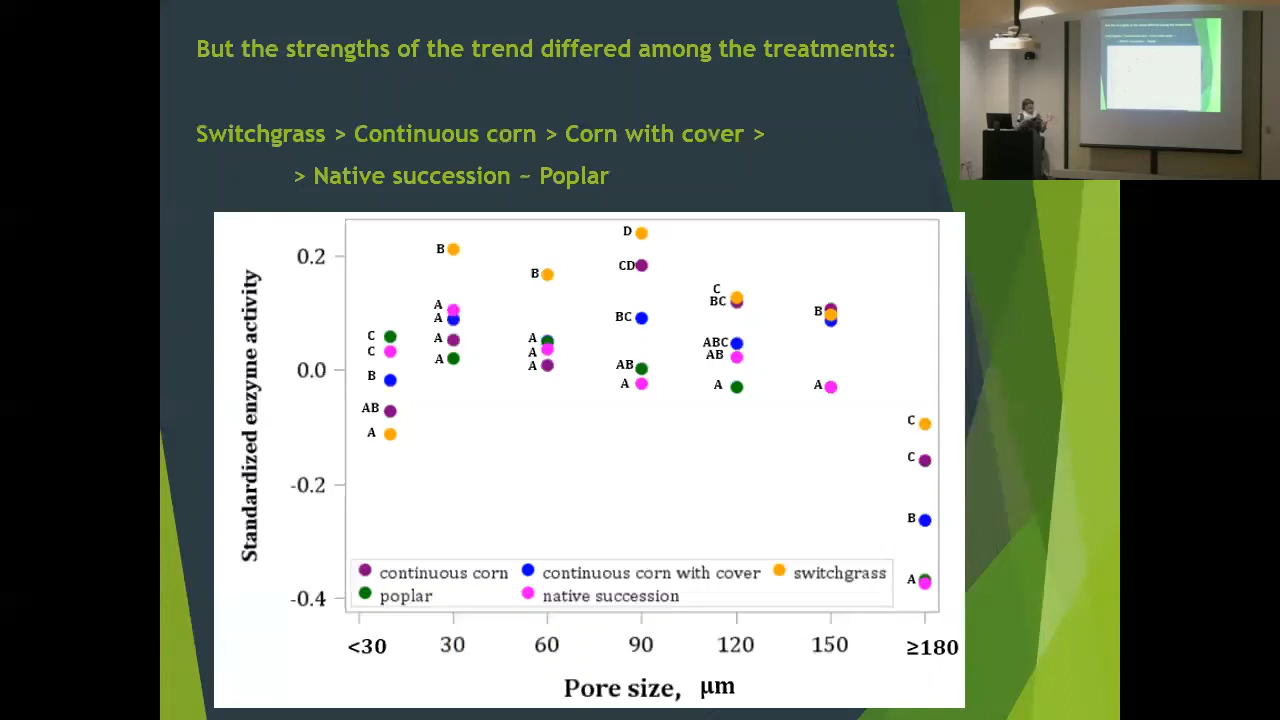 But the strengths of the trend differed among the treatments:
Switchgrass > Continuous corn > Corn with cover >
> Native succession ~ Poplar
Standardized enzyme activity
0.2
0.0
-0.2
-0.4
C
C
B
AB
A
B
A
A
A
A
B
A
A
A
D
CD
BC
AB
A
C
BC
ABC
AB
A
B
A
C
C
B
A
continuous corn
continuous corn with cover
switchgrass
poplar
native succession
<30
30
60
90
120
150
≥180
Pore size, μm